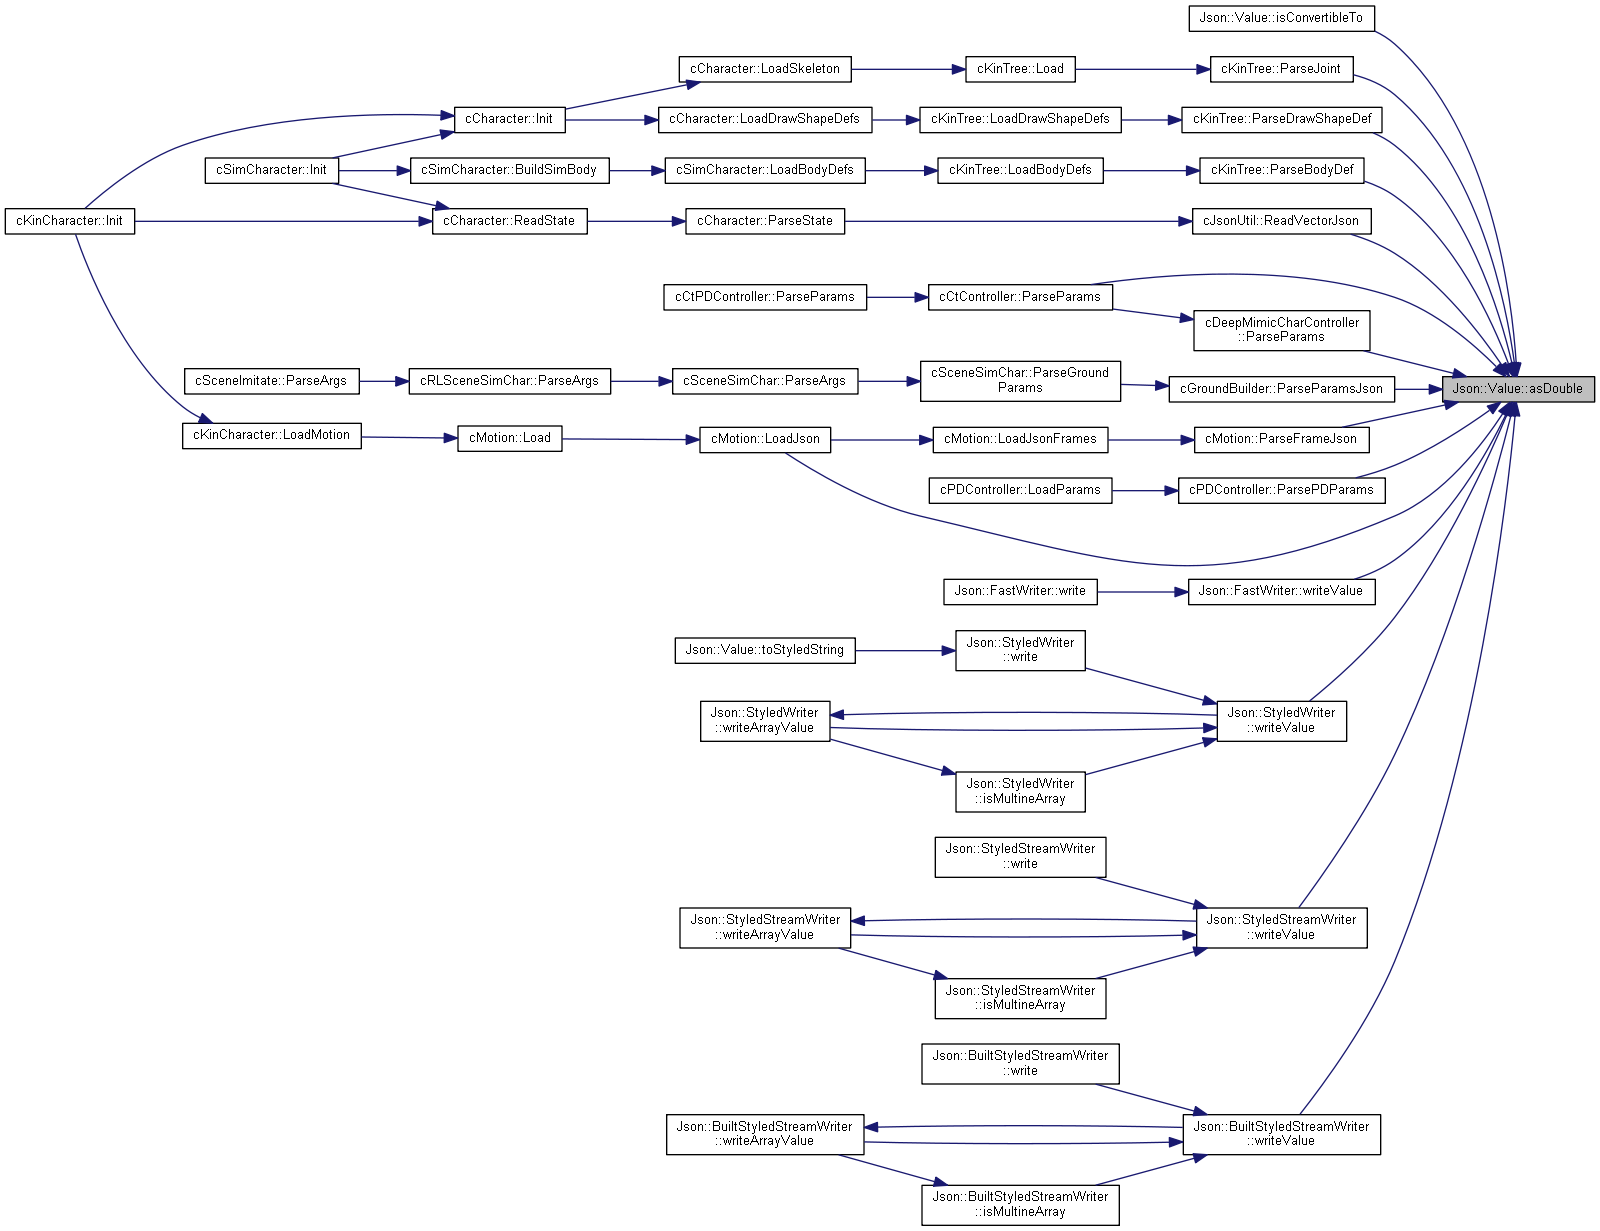 Json::Value::isConvertibleTo
cCharacter::LoadSkeleton
cKinTree::Load
cKinTree::ParseJoint
cCharacter::Init
cCharacter::LoadDrawShapeDefs
cKinTree::LoadDrawShapeDefs
cKinTree::ParseDrawShapeDef
cSimCharacter::Init
cSimCharacter::BuildSimBody
cSimCharacter::LoadBodyDefs
cKinTree::LoadBodyDefs
cKinTree::ParseBodyDef
cKinCharacter::Init
cCharacter::ReadState
cCharacter::ParseState
cJsonUtil::ReadVectorJson
cCtPDController::ParseParams
cCtController::ParseParams
cDeepMimicCharController
::ParseParams
cSceneImitate::ParseArgs
cRLSceneSimChar::ParseArgs
cSceneSimChar::ParseArgs
cSceneSimChar::ParseGround
Params
cGroundBuilder::ParseParamsJson
Json::Value::asDouble
cKinCharacter::LoadMotion
cMotion::Load
cMotion::LoadJson
cMotion::LoadJsonFrames
cMotion::ParseFrameJson
cPDController::LoadParams
cPDController::ParsePDParams
Json::FastWriter::write
Json::FastWriter::writeValue
Json::Value::toStyledString
Json::StyledWriter
::write
Json::StyledWriter
::writeArrayValue
Json::StyledWriter
::writeValue
Json::StyledWriter
::isMultineArray
Json::StyledStreamWriter
::write
Json::StyledStreamWriter
::writeArrayValue
Json::StyledStreamWriter
::writeValue
Json::StyledStreamWriter
::isMultineArray
Json::BuiltStyledStreamWriter
::write
Json::BuiltStyledStreamWriter
::writeArrayValue
Json::BuiltStyledStreamWriter
::writeValue
Json::BuiltStyledStreamWriter
::isMultineArray